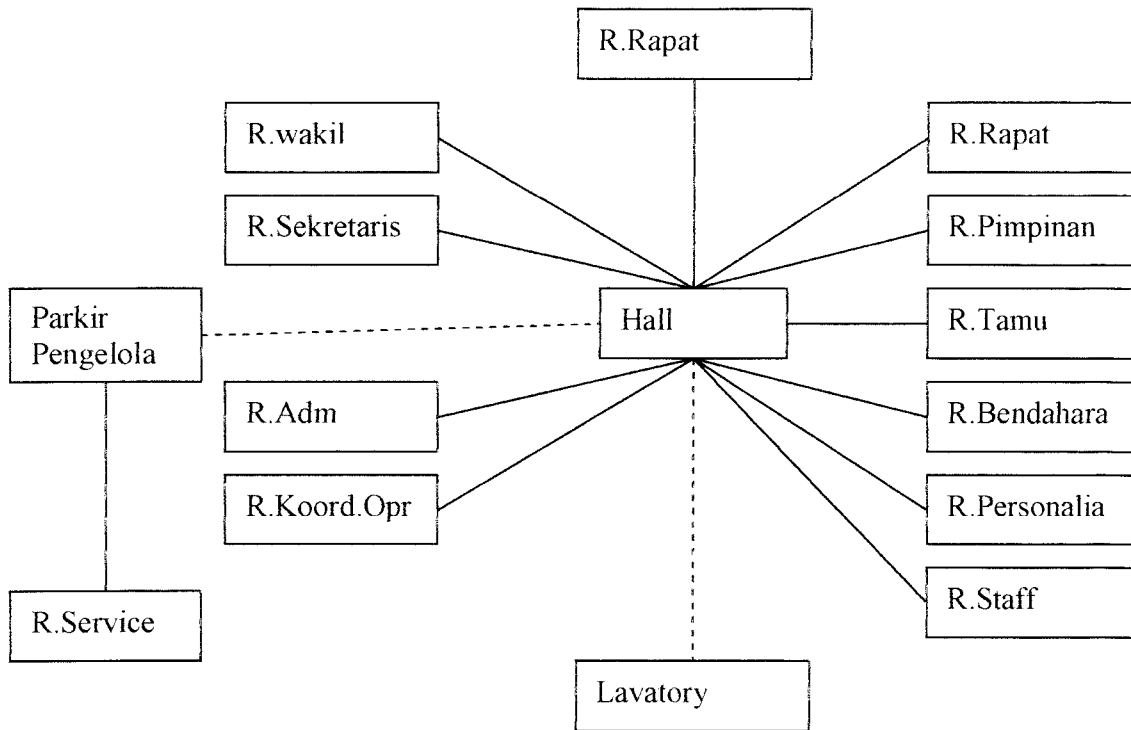 R.Rapat
R.wakil
R.Rapat
R.Sekretaris
R.Pimpinan
Parkir
Pengelola
Hall
R.Tamu
R.Adm
R.Bendahara
R.Koord.Opr
R.Personalia
R.Staff
R.Service
Lavatory